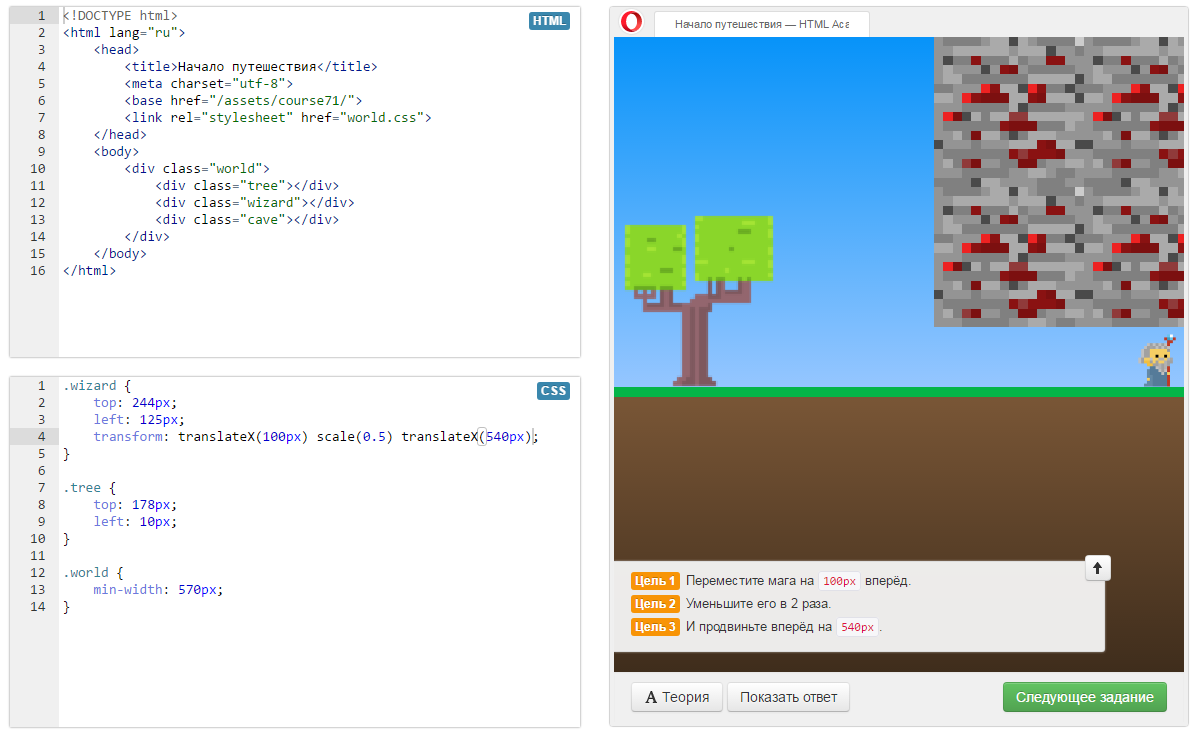 1 <!DOCTYPE html>
2 <html lang="ru">
3     <head>
4         <title>Начало путешествия</title>
5         <meta charset="utf-8">
6         <base href="/assets/course71/">
7         <link rel="stylesheet" href="world.css">
8     </head>
9     <body>
10         <div class="world">
11             <div class="tree"></div>
12             <div class="wizard"></div>
13             <div class="cave"></div>
14         </div>
15     </body>
16 </html>
HTML
1 .wizard {
2     top: 244px;
3     left: 125px;
4     transform: translateX(100px) scale(0.5) translateX(540px);
5 }
6
7 .tree {
8     top: 178px;
9     left: 10px;
10 }
11
12 .world {
13     min-width: 570px;
14 }
CSS
Начало путешествия — HTML Aca
Цель 1 Переместите мага на 100px вперёд.
Цель 2 Уменьшите его в 2 раза.
Цель 3 И продвиньте вперёд на 540px.
A Теория
Показать ответ
Следующее задание